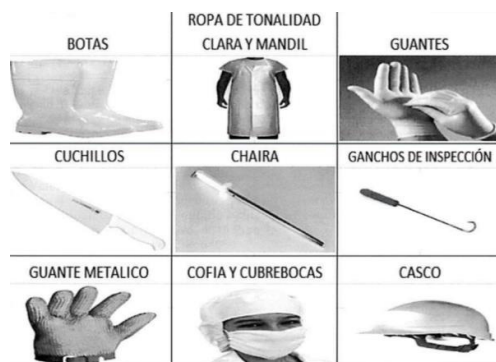 BOTAS
ROPA DE TONALIDAD
CLARA Y MANDIL
GUANTES
CUCHILLOS
CHAIRA
GANCHOS DE INSPECCIÓN
GUANTE METALICO
COFIA Y CUBREBOCAS
CASCO